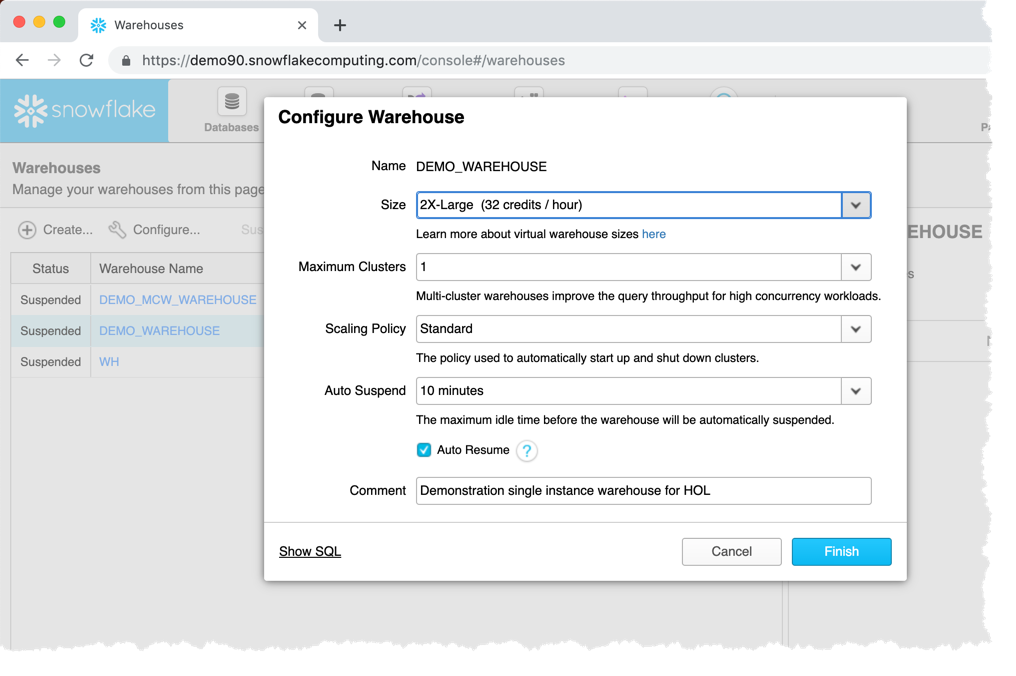 Warehouses
https://demo90.snowflakecomputing.com/console#/warehouses
snowflake
Databases
Warehouses
Manage your warehouses from this page
Create...
Configure...
Status
Warehouse Name
Suspended
DEMO_MCW_WAREHOUSE
Suspended
DEMO_WAREHOUSE
Suspended
WH
Configure Warehouse
Name DEMO_WAREHOUSE
Size 2X-Large (32 credits / hour)
Learn more about virtual warehouse sizes here
Maximum Clusters 1
Multi-cluster warehouses improve the query throughput for high concurrency workloads.
Scaling Policy Standard
The policy used to automatically start up and shut down clusters.
Auto Suspend 10 minutes
The maximum idle time before the warehouse will be automatically suspended.
Auto Resume ?
Comment Demonstration single instance warehouse for HOL
Show SQL
Cancel
Finish